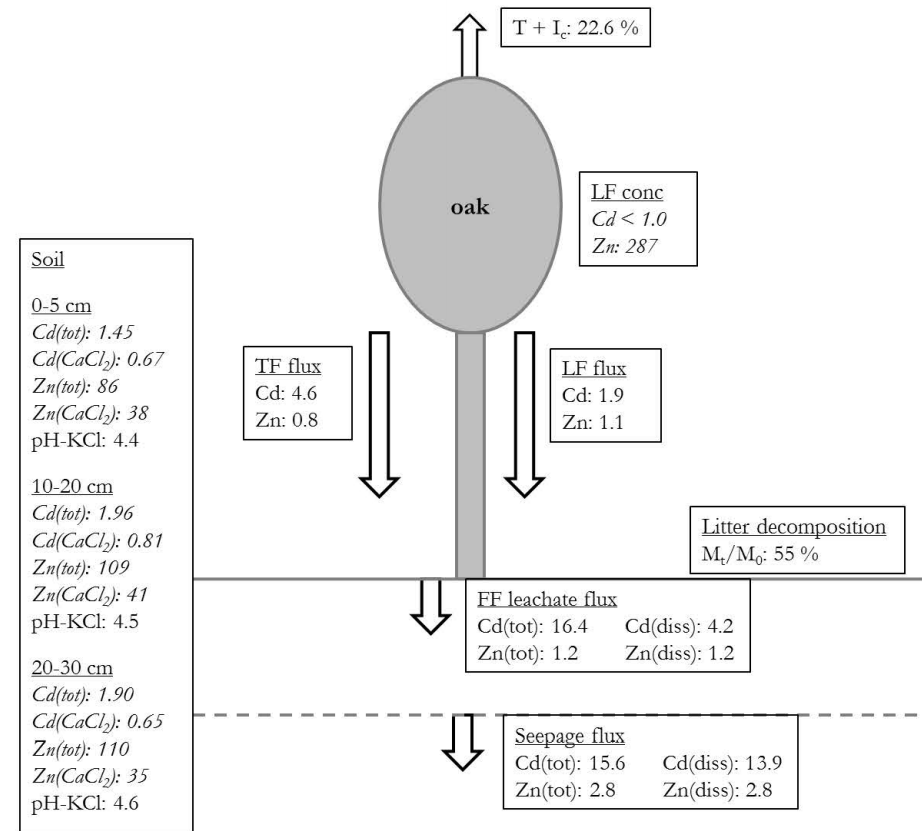 T + Ic: 22.6 %
oak
LF conc
Cd < 1.0
Zn: 287
Soil
0-5 cm
Cd(tot): 1.45
Cd(CaCl2): 0.67
Zn(tot): 86
Zn(CaCl2): 38
pH-KCl: 4.4
10-20 cm
Cd(tot): 1.96
Cd(CaCl2): 0.81
Zn(tot): 109
Zn(CaCl2): 41
pH-KCl: 4.5
20-30 cm
Cd(tot): 1.90
Cd(CaCl2): 0.65
Zn(tot): 110
Zn(CaCl2): 35
pH-KCl: 4.6
TF flux
Cd: 4.6
Zn: 0.8
LF flux
Cd: 1.9
Zn: 1.1
Litter decomposition
Mt/M0: 55 %
FF leachate flux
Cd(tot): 16.4 Cd(diss): 4.2
Zn(tot): 1.2 Zn(diss): 1.2
Seepage flux
Cd(tot): 15.6 Cd(diss): 13.9
Zn(tot): 2.8 Zn(diss): 2.8